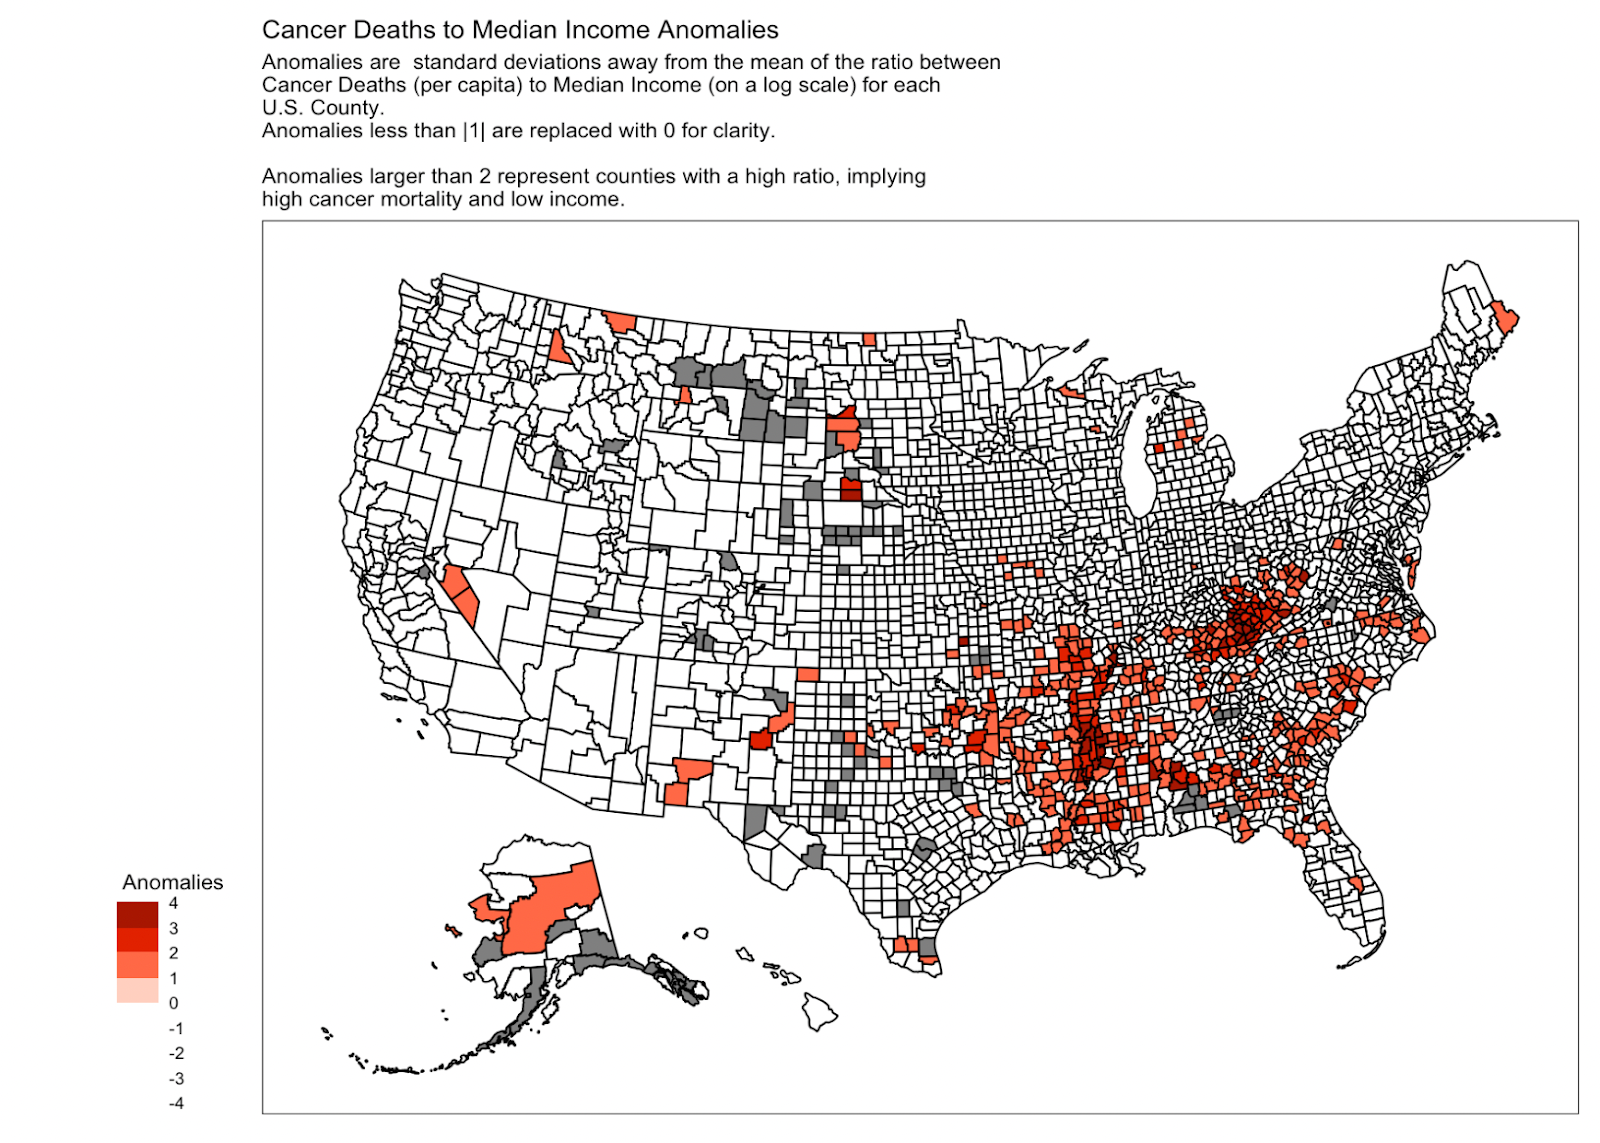 Cancer Deaths to Median Income Anomalies
Anomalies are  standard deviations away from the mean of the ratio between
Cancer Deaths (per capita) to Median Income (on a log scale) for each
U.S. County.
Anomalies less than |1| are replaced with 0 for clarity.
Anomalies larger than 2 represent counties with a high ratio, implying
high cancer mortality and low income.
Anomalies
4
3
2
1
0
-1
-2
-3
-4